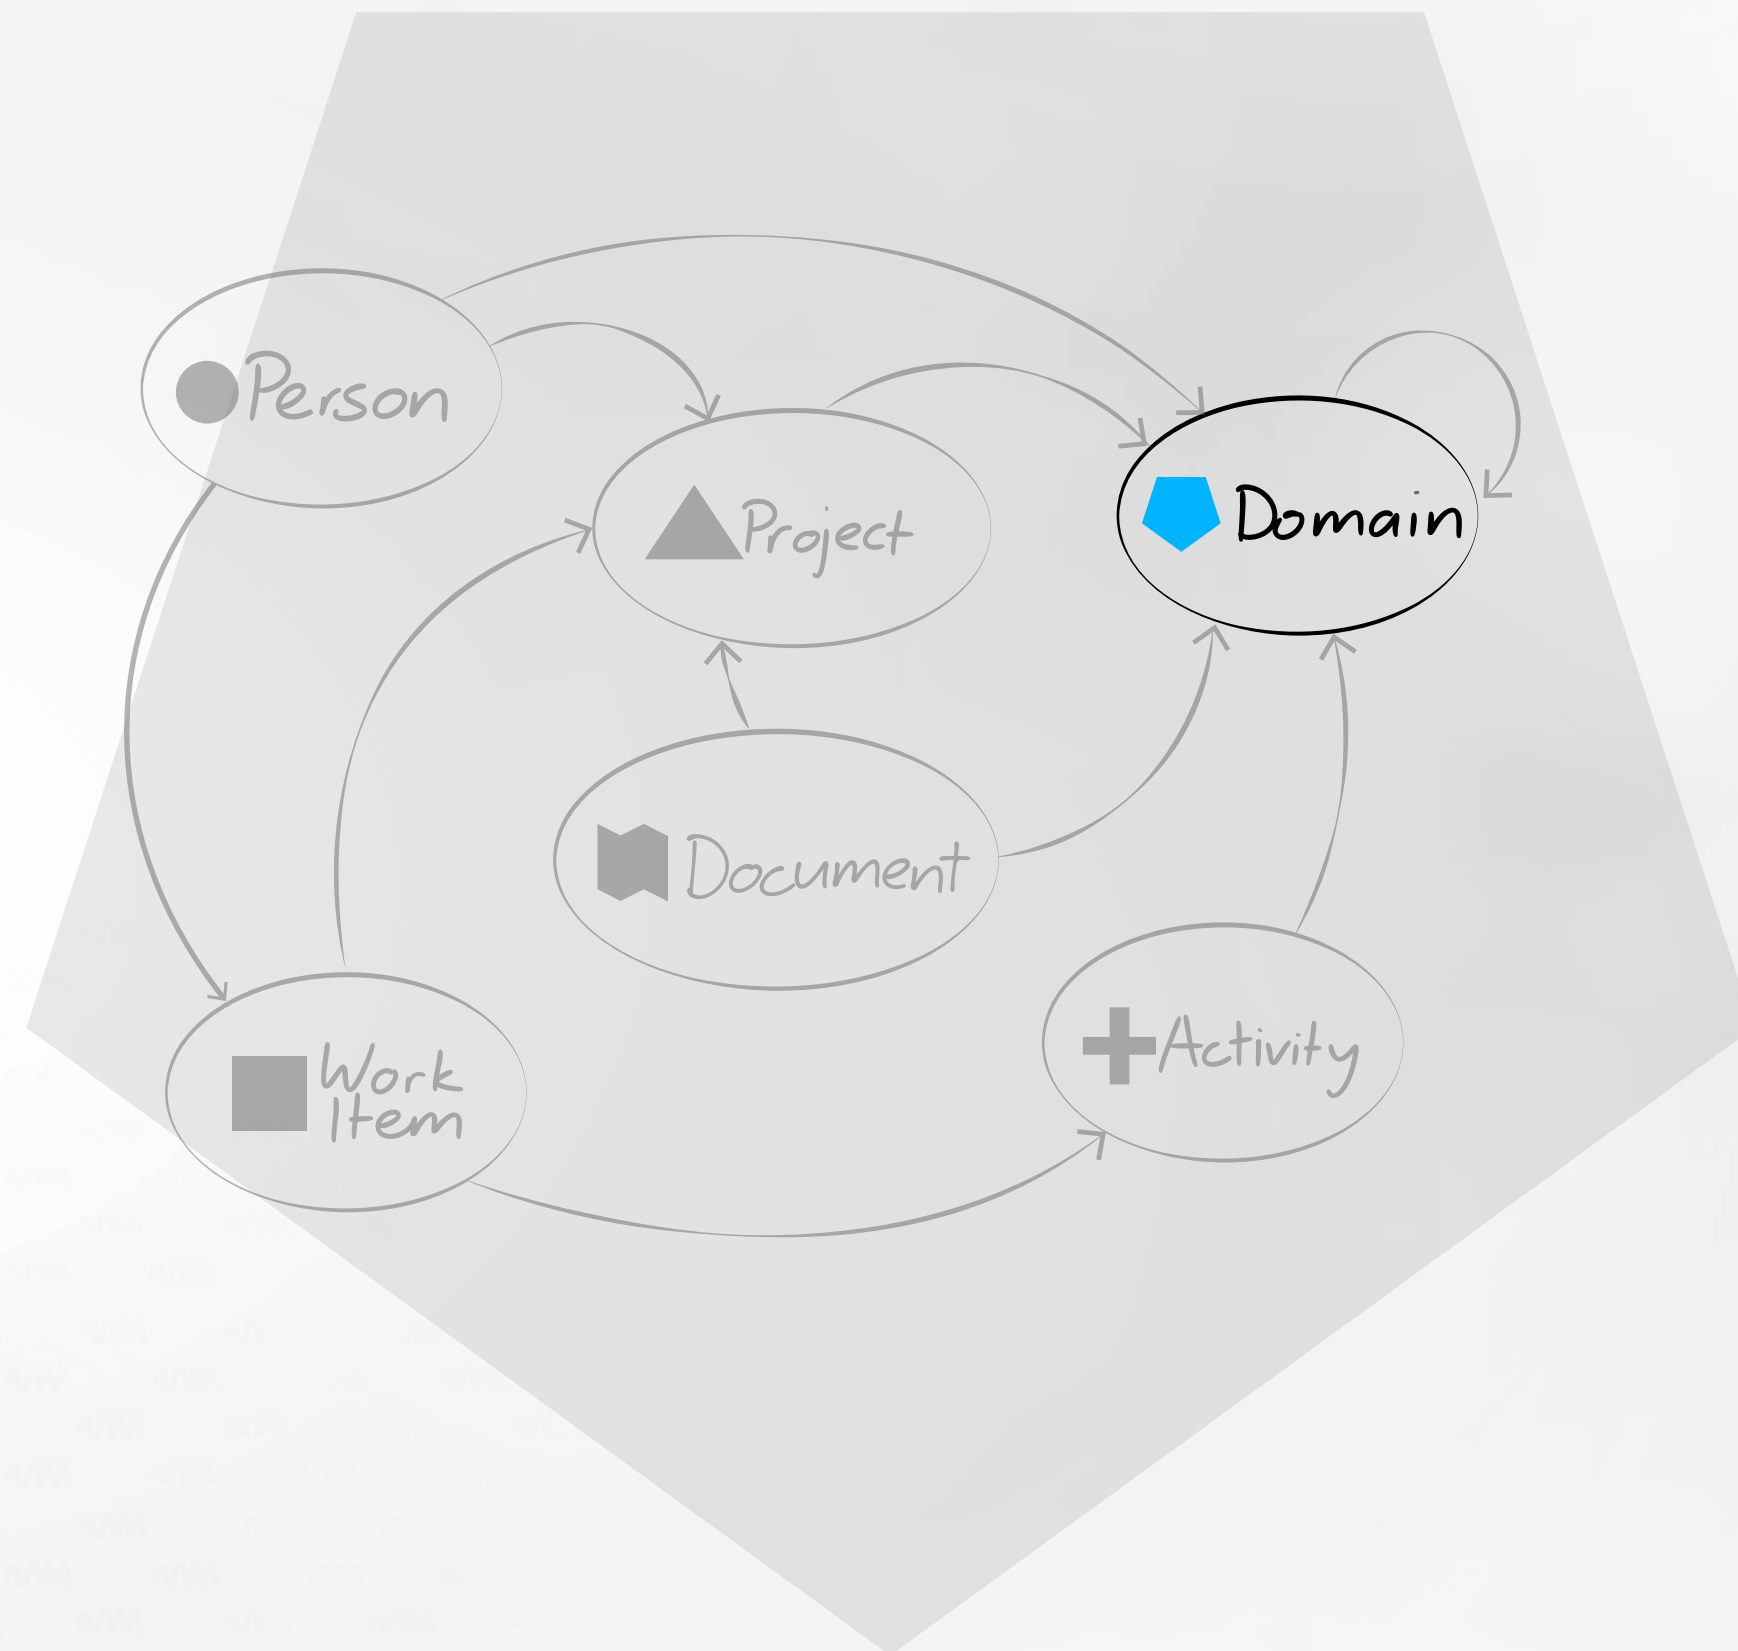 Person
Project
Domain
Document
Work
Item
Activity